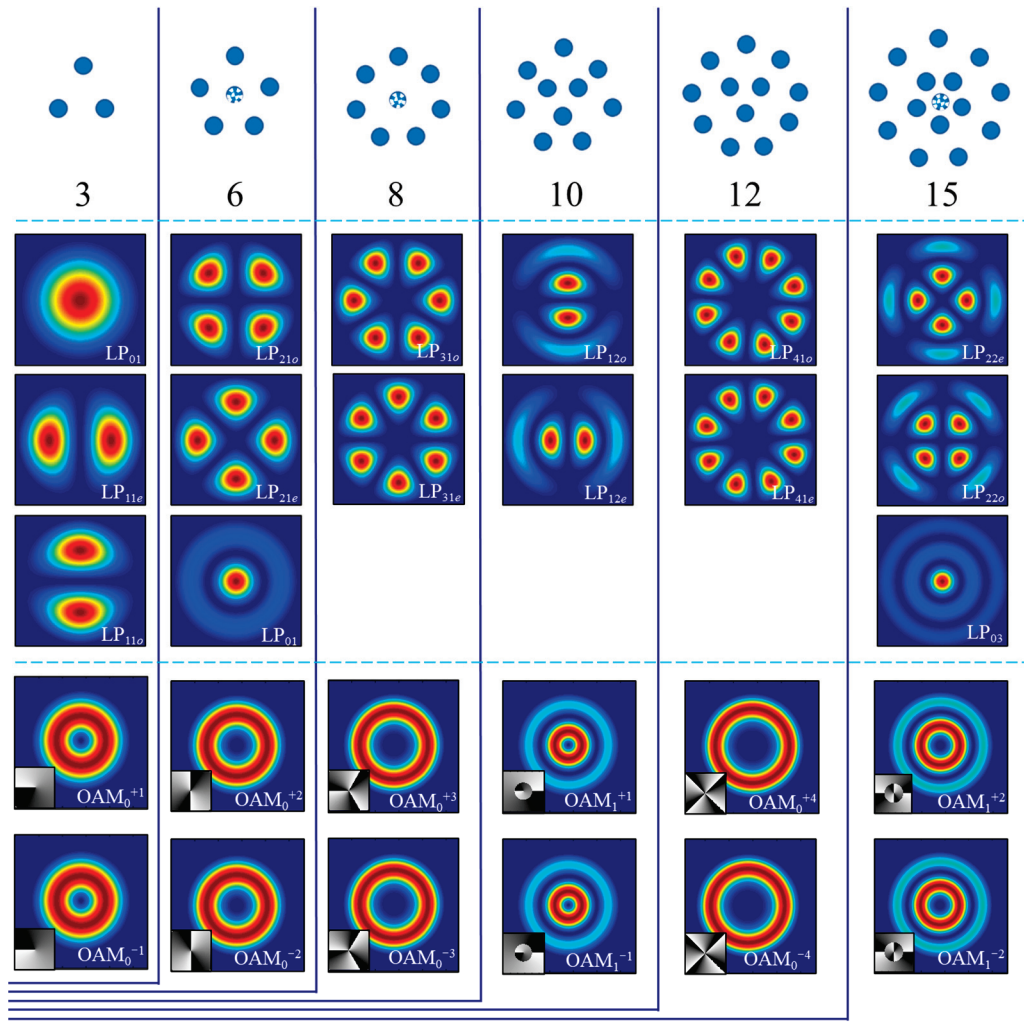 3 6 8 10 12 15
LP₀₁ LP₂₁ₒ LP₃₁ₒ LP₁₂ₒ LP₄₁ₒ LP₂₂ₑ
LP₁₁ₑ LP₂₁ₑ LP₃₁ₑ LP₁₂ₑ LP₄₁ₑ LP₂₂ₒ
LP₁₁ₒ LP₀₁ LP₀₃
OAM₀⁺¹ OAM₀⁺² OAM₀⁺³ OAM₁⁺¹ OAM₀⁺⁴ OAM₁⁺²
OAM₀⁻¹ OAM₀⁻² OAM₀⁻³ OAM₁⁻¹ OAM₀⁻⁴ OAM₁⁻²